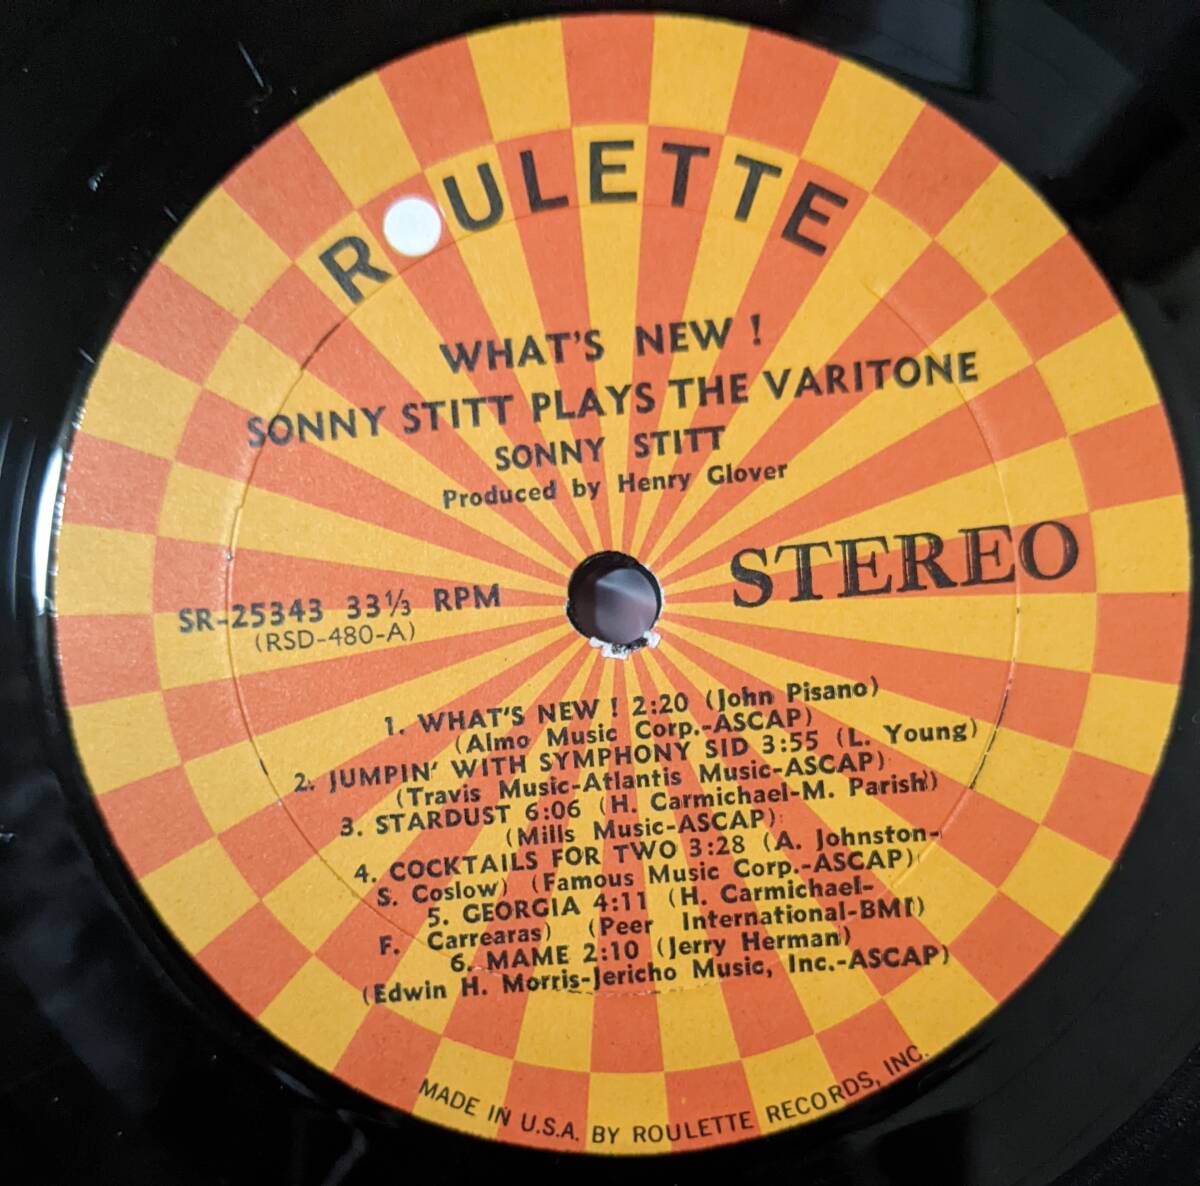 ROULETTE
WHAT'S NEW !
SONNY STITT PLAYS THE VARITONE
SONNY STITT
Produced by Henry Glover
STEREO
SR-25343 33⅓ RPM
(RSD-480-A)
1. WHAT'S NEW ! 2:20 (John Pisano)
(Almo Music Corp.-ASCAP)
2. JUMPIN' WITH SYMPHONY SID 3:55 (L. Young)
(Travis Music-Atlantis Music-ASCAP)
3. STARDUST 6:06 (H. Carmichael-M. Parish)
(Mills Music-ASCAP)
4. COCKTAILS FOR TWO 3:28 (A. Johnston-
S. Coslow) (Famous Music Corp.-ASCAP)
5. GEORGIA 4:11 (H. Carmichael-
F. Carrearas) (Peer International-BMI)
6. MAME 2:10 (Jerry Herman)
(Edwin H. Morris-Jericho Music, Inc.-ASCAP)
MADE IN U.S.A. BY ROULETTE RECORDS, INC.